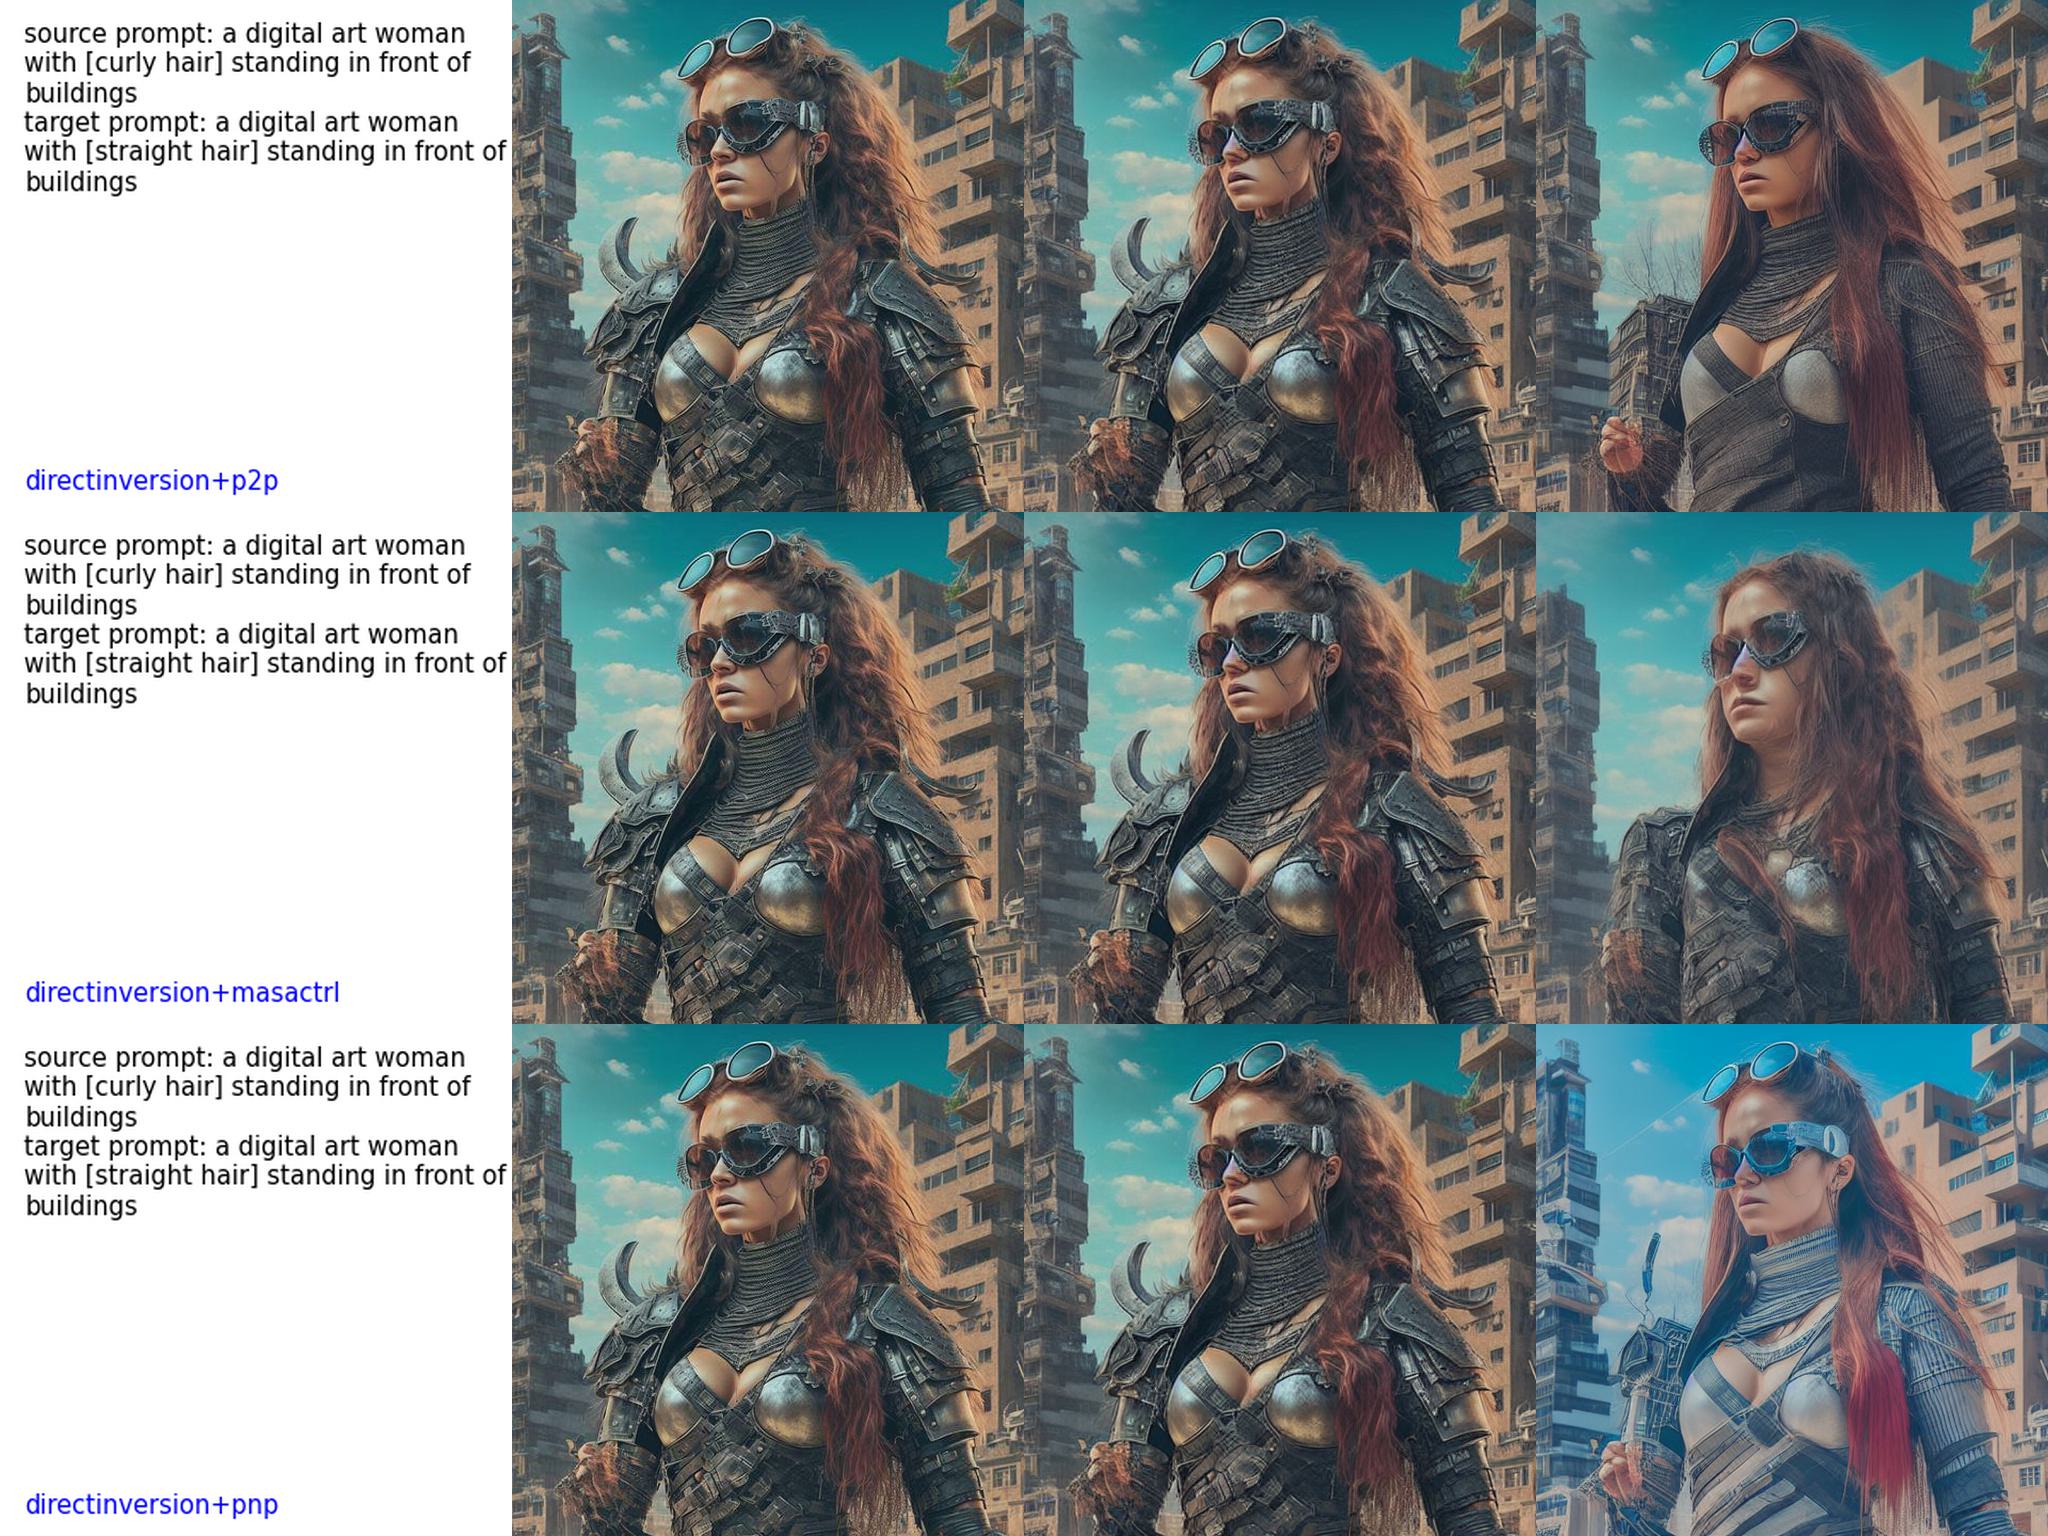 source prompt: a digital art woman
with [curly hair] standing in front of
buildings
target prompt: a digital art woman
with [straight hair] standing in front of
buildings
directinversion+p2p
source prompt: a digital art woman
with [curly hair] standing in front of
buildings
target prompt: a digital art woman
with [straight hair] standing in front of
buildings
directinversion+masactrl
source prompt: a digital art woman
with [curly hair] standing in front of
buildings
target prompt: a digital art woman
with [straight hair] standing in front of
buildings
directinversion+pnp